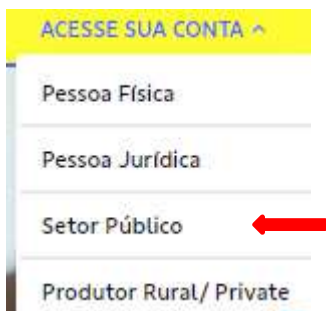 ACESSE SUA CONTA ^
Pessoa Física
Pessoa Jurídica
Setor Público
Produtor Rural/ Private